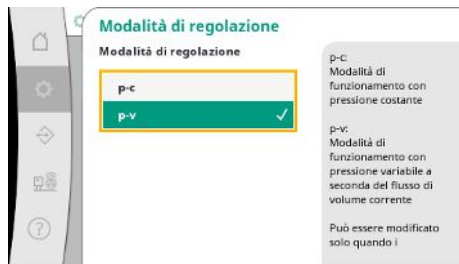 Modalità di regolazione
Modalità di regolazione
p-c
p-v
p-c:
Modalità di
funzionamento con
pressione costante
p-v:
Modalità di
funzionamento con
pressione variabile a
seconda del flusso di
volume corrente
Può essere modificato
solo quando i